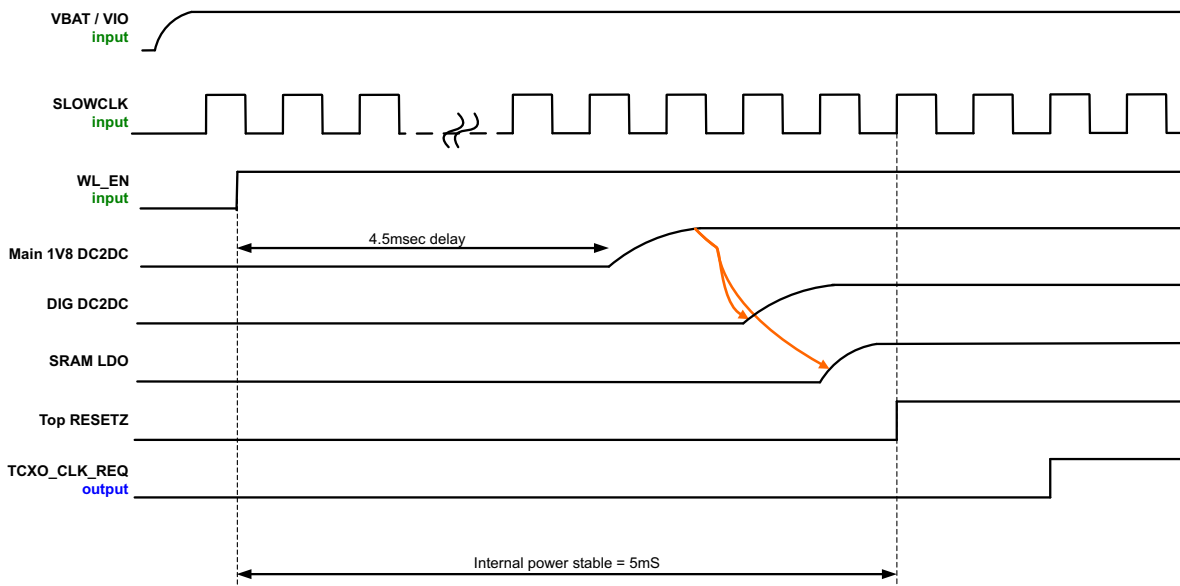 VBAT / VIO
input
SLOWCLK
input
WL_EN
input
4.5msec delay
Main 1V8 DC2DC
DIG DC2DC
SRAM LDO
Top RESETZ
TCXO_CLK_REQ
output
Internal power stable = 5mS